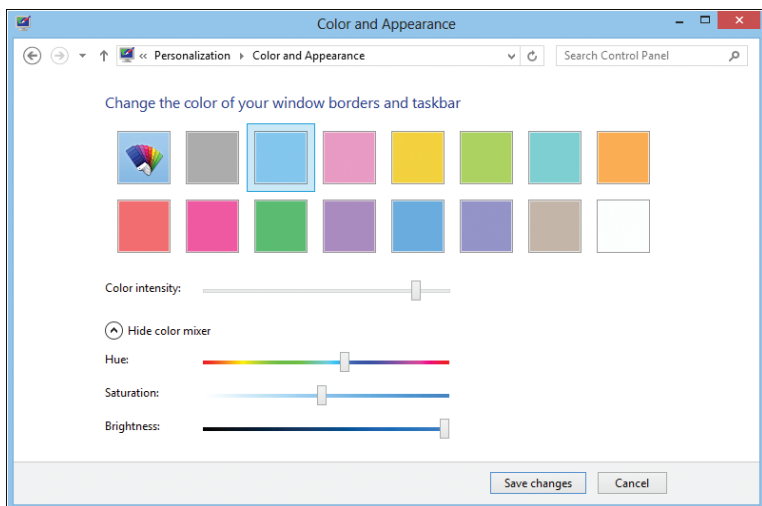 Color and Appearance
« Personalization Color and Appearance
Search Control Panel
Change the color of your window borders and taskbar
Color intensity:
Hide color mixer
Hue:
Saturation:
Brightness:
Save changes
Cancel